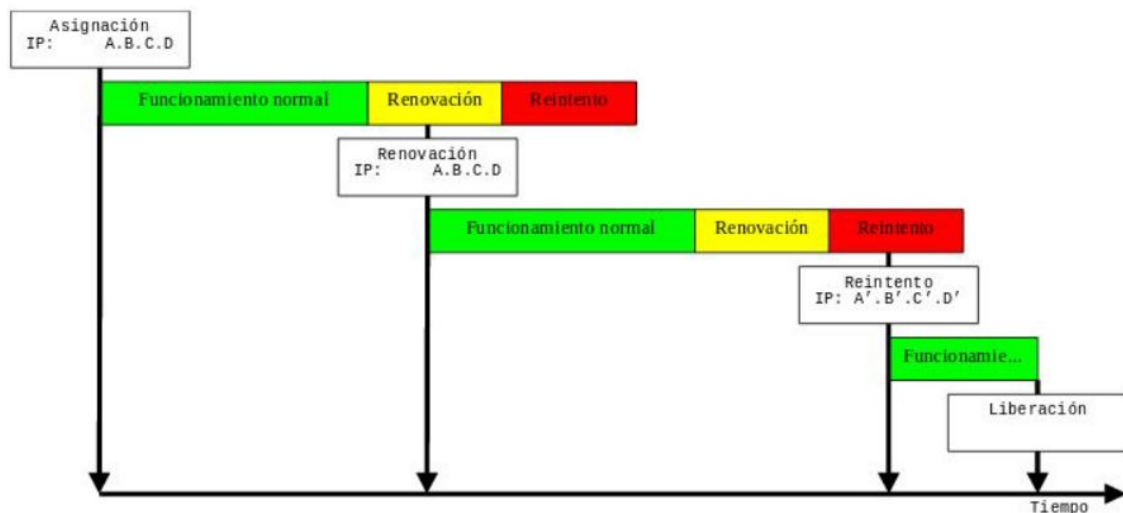 Asignación
IP: A.B.C.D
Funcionamiento normal
Renovación
Reintento
Renovación
IP: A.B.C.D
Funcionamiento normal
Renovación
Reintento
Reintento
IP: A’.B’.C’.D’
Funcionamie...
Liberación
Tiempo